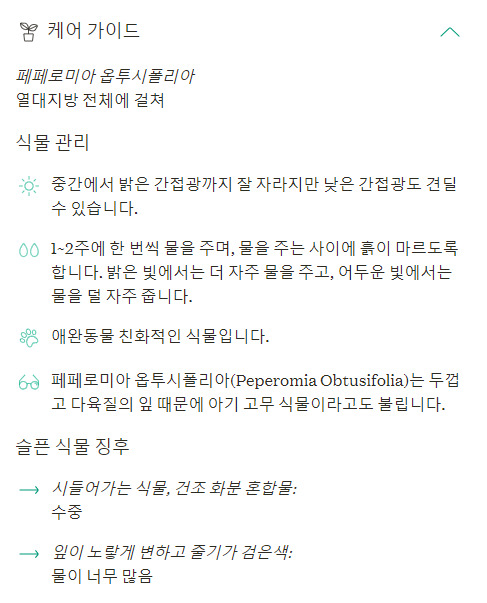 케어 가이드
페페로미아 옵투시폴리아
열대지방 전체에 걸쳐
식물 관리
중간에서 밝은 간접광까지 잘 자라지만 낮은 간접광도 견딜
수 있습니다.
1~2주에 한 번씩 물을 주며, 물을 주는 사이에 흙이 마르도록
합니다. 밝은 빛에서는 더 자주 물을 주고, 어두운 빛에서는
물을 덜 자주 줍니다.
애완동물 친화적인 식물입니다.
페페로미아 옵투시폴리아(Peperomia Obtusifolia)는 두껍
고 다육질의 잎 때문에 아기 고무 식물이라고도 불립니다.
슬픈 식물 징후
시들어가는 식물, 건조 화분 혼합물:
수중
잎이 노랗게 변하고 줄기가 검은색:
물이 너무 많음